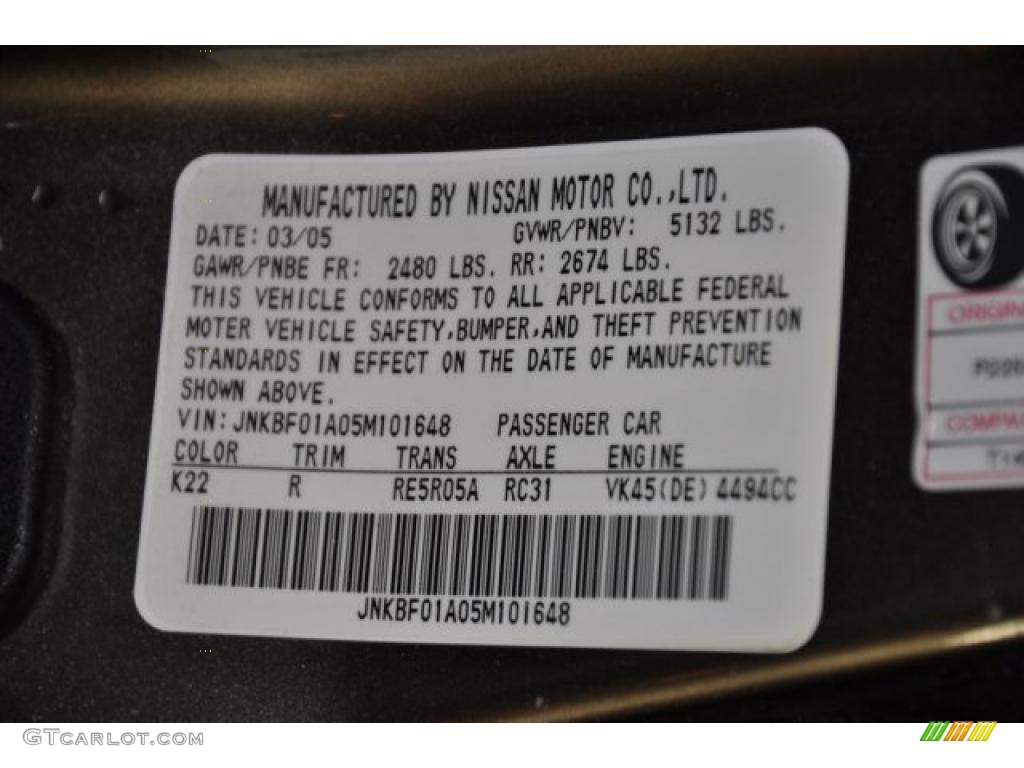 MANUFACTURED BY NISSAN MOTOR CO.,LTD.
DATE: 03/05 GVWR/PNBV: 5132 LBS.
GAWR/PNBE FR: 2480 LBS. RR: 2674 LBS.
THIS VEHICLE CONFORMS TO ALL APPLICABLE FEDERAL
MOTER VEHICLE SAFETY,BUMPER,AND THEFT PREVENTION
STANDARDS IN EFFECT ON THE DATE OF MANUFACTURE
SHOWN ABOVE.
VIN:JNKBF01A05M101648 PASSENGER CAR
COLOR TRIM TRANS AXLE ENGINE
K22 R RE5R05A RC31 VK45(DE) 4494CC
JNKBF01A05M101648
GTCARLOT.COM